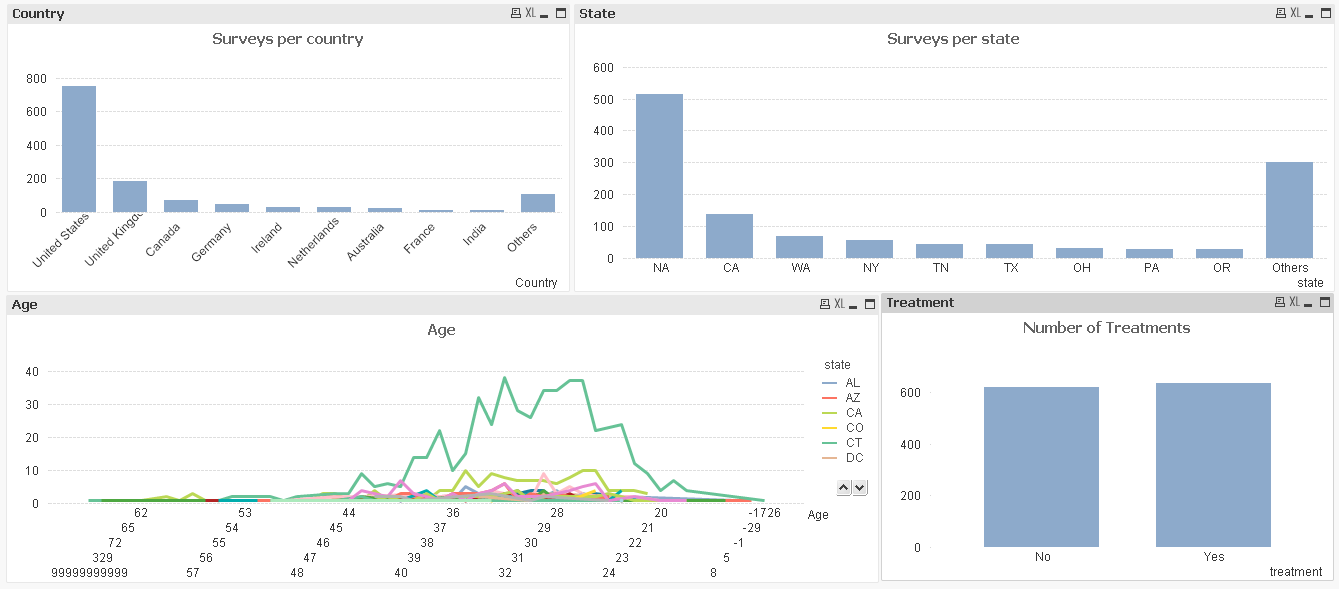 Country XL
Surveys per country
800
600
400
200
0
United States
Canada
Germany
Ireland
Netherlands
Australia
France
India
Others
Country
State XL
Surveys per state
600
500
400
300
200
100
0
NA CA WA NY TN TX OH PA OR Others
state
Age XL
Age
40
30
20
10
0
62 53 44 36 28 20 -1726
65 54 45 37 29 21 -29
72 55 46 38 30 22 -1
329 56 47 39 31 23 5
99999999999 57 48 40 32 24 8
Age
state
AL
AZ
CA
CO
CT
DC
Treatment XL
Number of Treatments
600
400
200
0
No Yes
treatment